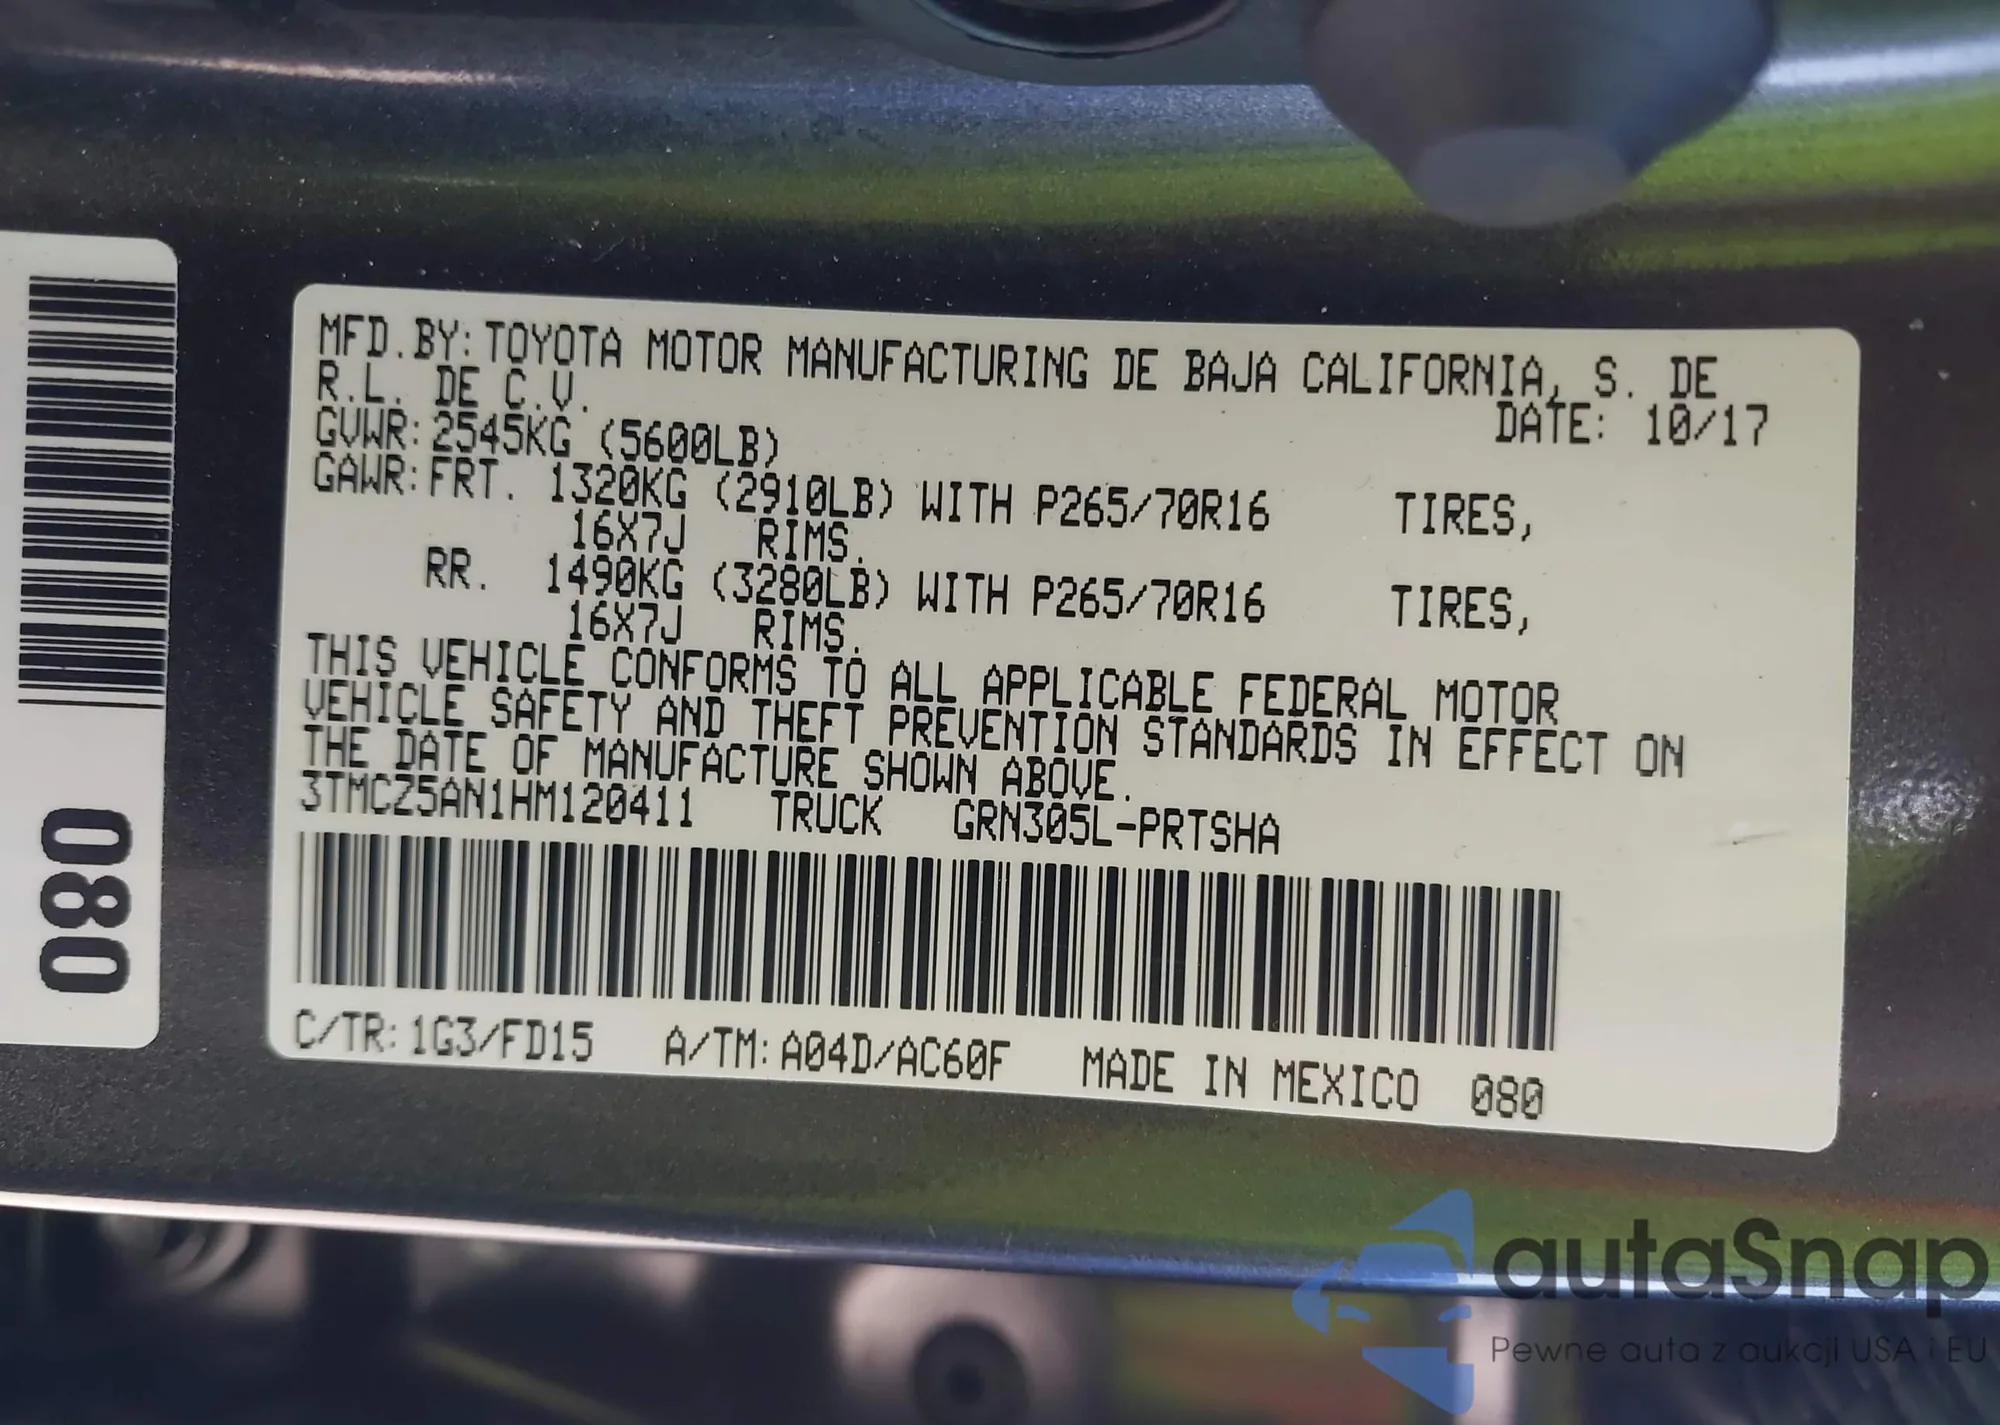 MFD.BY: TOYOTA MOTOR MANUFACTURING DE BAJA CALIFORNIA, S. DE
R.L. DE C.V.
DATE: 10/17
GVWR: 2545KG (5600LB)
GAWR: FRT. 1320KG (2910LB) WITH P265/70R16 TIRES,
16X7J RIMS.
RR. 1490KG (3280LB) WITH P265/70R16 TIRES,
16X7J RIMS.
THIS VEHICLE CONFORMS TO ALL APPLICABLE FEDERAL MOTOR
VEHICLE SAFETY AND THEFT PREVENTION STANDARDS IN EFFECT ON
THE DATE OF MANUFACTURE SHOWN ABOVE.
3TMCZ5AN1HM120411 TRUCK GRN305L-PRTSHA
C/TR: 1G3/FD15 A/TM: A04D/AC60F MADE IN MEXICO 080
080
autaSnap
Pewne auta z aukcji USA i EU